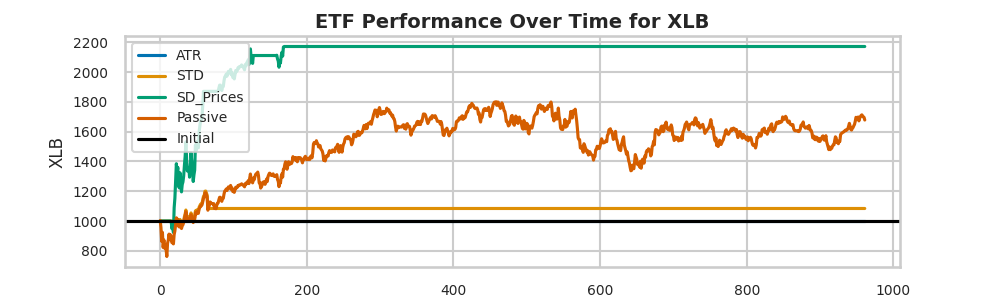 ETF Performance Over Time for XLB
XLB
2200
2000
1800
1600
1400
1200
1000
800
ATR
STD
SD_Prices
Passive
Initial
0
200
400
600
800
1000